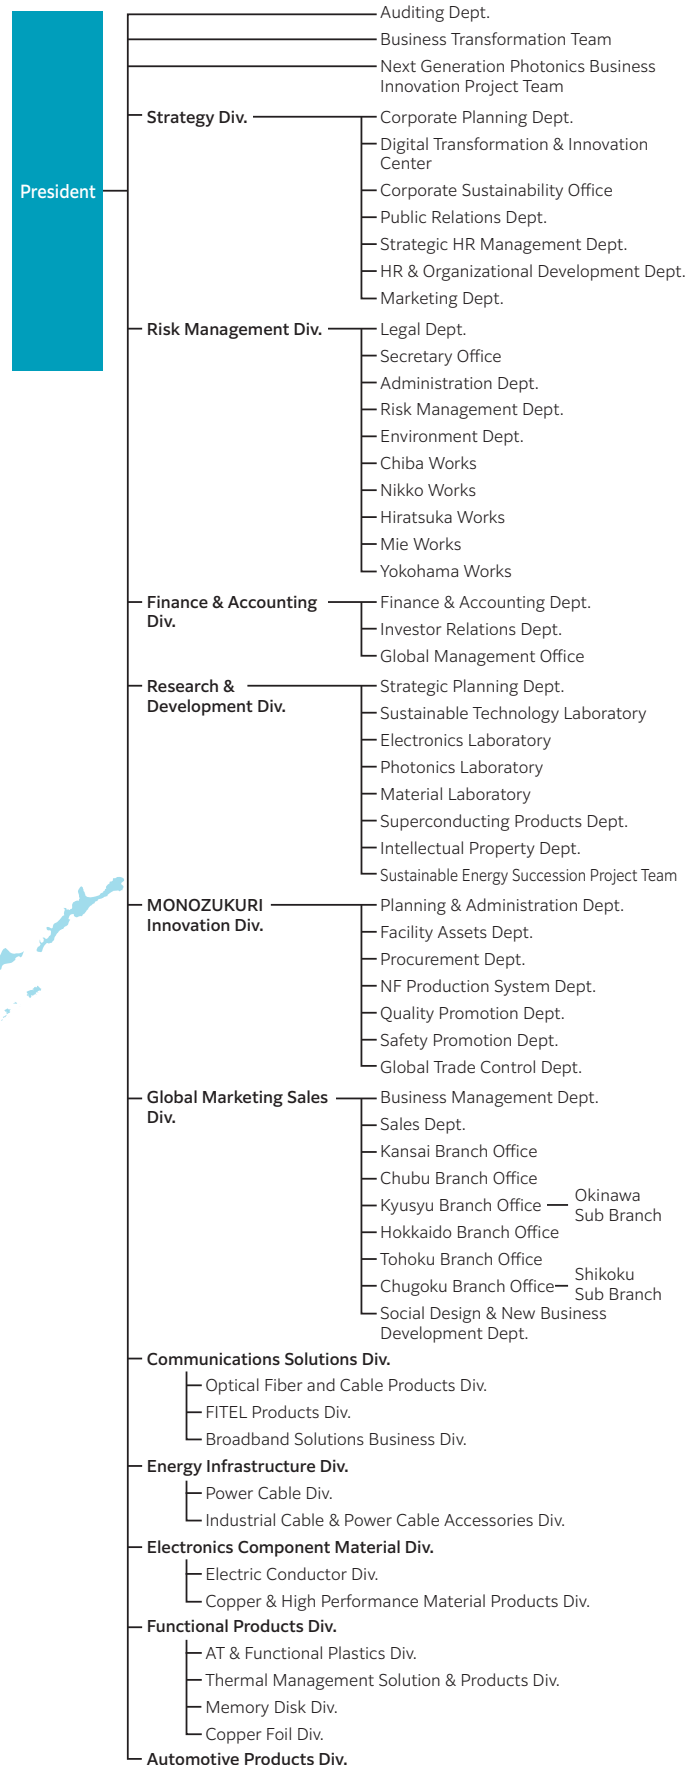 President
Auditing Dept.
Business Transformation Team
Next Generation Photonics Business
Innovation Project Team
Strategy Div.
Corporate Planning Dept.
Digital Transformation & Innovation
Center
Corporate Sustainability Office
Public Relations Dept.
Strategic HR Management Dept.
HR & Organizational Development Dept.
Marketing Dept.
Risk Management Div.
Legal Dept.
Secretary Office
Administration Dept.
Risk Management Dept.
Environment Dept.
Chiba Works
Nikko Works
Hiratsuka Works
Mie Works
Yokohama Works
Finance & Accounting
Div.
Finance & Accounting Dept.
Investor Relations Dept.
Global Management Office
Research &
Development Div.
Strategic Planning Dept.
Sustainable Technology Laboratory
Electronics Laboratory
Photonics Laboratory
Material Laboratory
Superconducting Products Dept.
Intellectual Property Dept.
Sustainable Energy Succession Project Team
MONOZUKURI
Innovation Div.
Planning & Administration Dept.
Facility Assets Dept.
Procurement Dept.
NF Production System Dept.
Quality Promotion Dept.
Safety Promotion Dept.
Global Trade Control Dept.
Global Marketing Sales
Div.
Business Management Dept.
Sales Dept.
Kansai Branch Office
Chubu Branch Office
Kyusyu Branch Office
Okinawa
Sub Branch
Hokkaido Branch Office
Tohoku Branch Office
Chugoku Branch Office
Shikoku
Sub Branch
Social Design & New Business
Development Dept.
Communications Solutions Div.
Optical Fiber and Cable Products Div.
FITEL Products Div.
Broadband Solutions Business Div.
Energy Infrastructure Div.
Power Cable Div.
Industrial Cable & Power Cable Accessories Div.
Electronics Component Material Div.
Electric Conductor Div.
Copper & High Performance Material Products Div.
Functional Products Div.
AT & Functional Plastics Div.
Thermal Management Solution & Products Div.
Memory Disk Div.
Copper Foil Div.
Automotive Products Div.